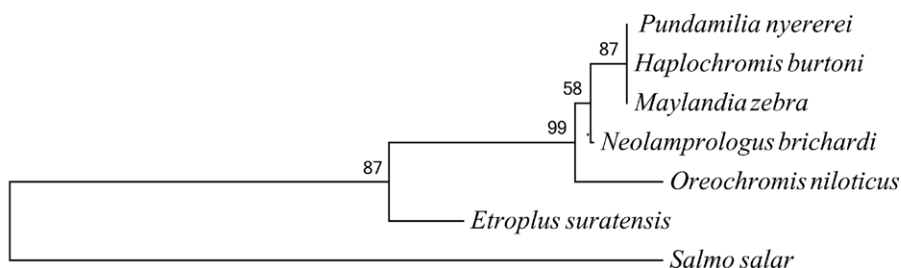 Pundamilia nyererei
87
Haplochromis burtoni
58
Maylandia zebra
99
Neolamprologus brichardi
87
Oreochromis niloticus
Etroplus suratensis
Salmo salar